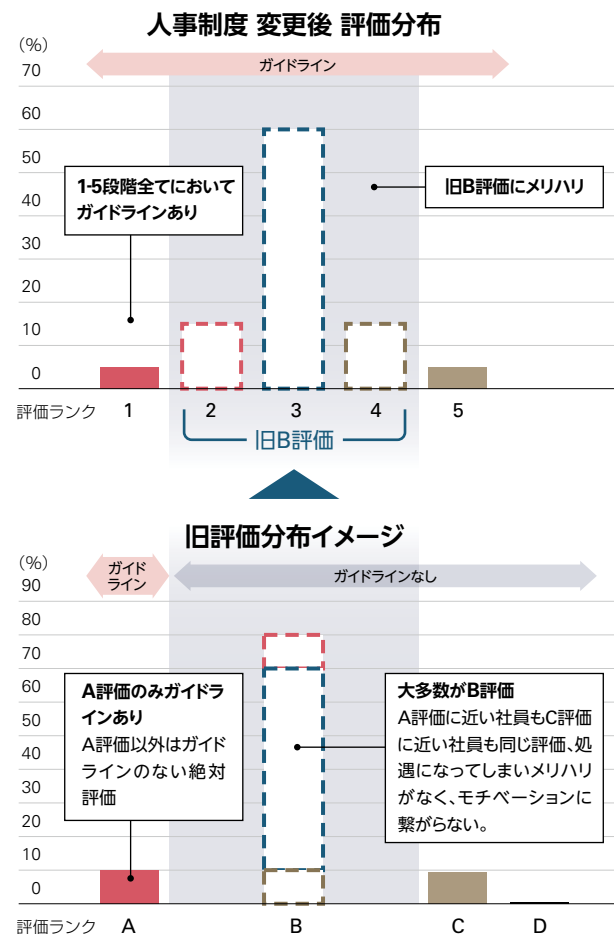 人事制度 変更後 評価分布
(%)
ガイドライン
70
60
50
40
30
20
10
0
1-5段階全てにおいて
ガイドラインあり
旧B評価にメリハリ
評価ランク 1 2 3 4 5
旧B評価
旧評価分布イメージ
(%)
ガイド
ライン
ガイドラインなし
90
80
70
60
50
40
30
20
10
0
A評価のみガイドラ
インあり
A評価以外はガイド
ラインのない絶対
評価
大多数がB評価
A評価に近い社員もC評価
に近い社員も同じ評価、処
遇になってしまいメリハリ
がなく、モチベーションに
繋がらない。
評価ランク A B C D